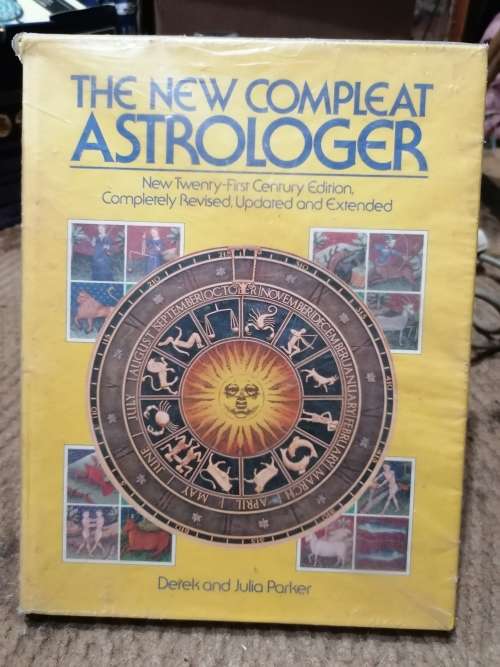 THE NEW COMPLEAT
ASTROLOGER
New Twenty-First Century Edition,
Completely Revised, Updated and Extended
JANUARY
FEBRUARY
MARCH
APRIL
MAY
JUNE
JULY
AUGUST
SEPTEMBER
NOVEMBER
DECEMBER
Derek and Julia Parker